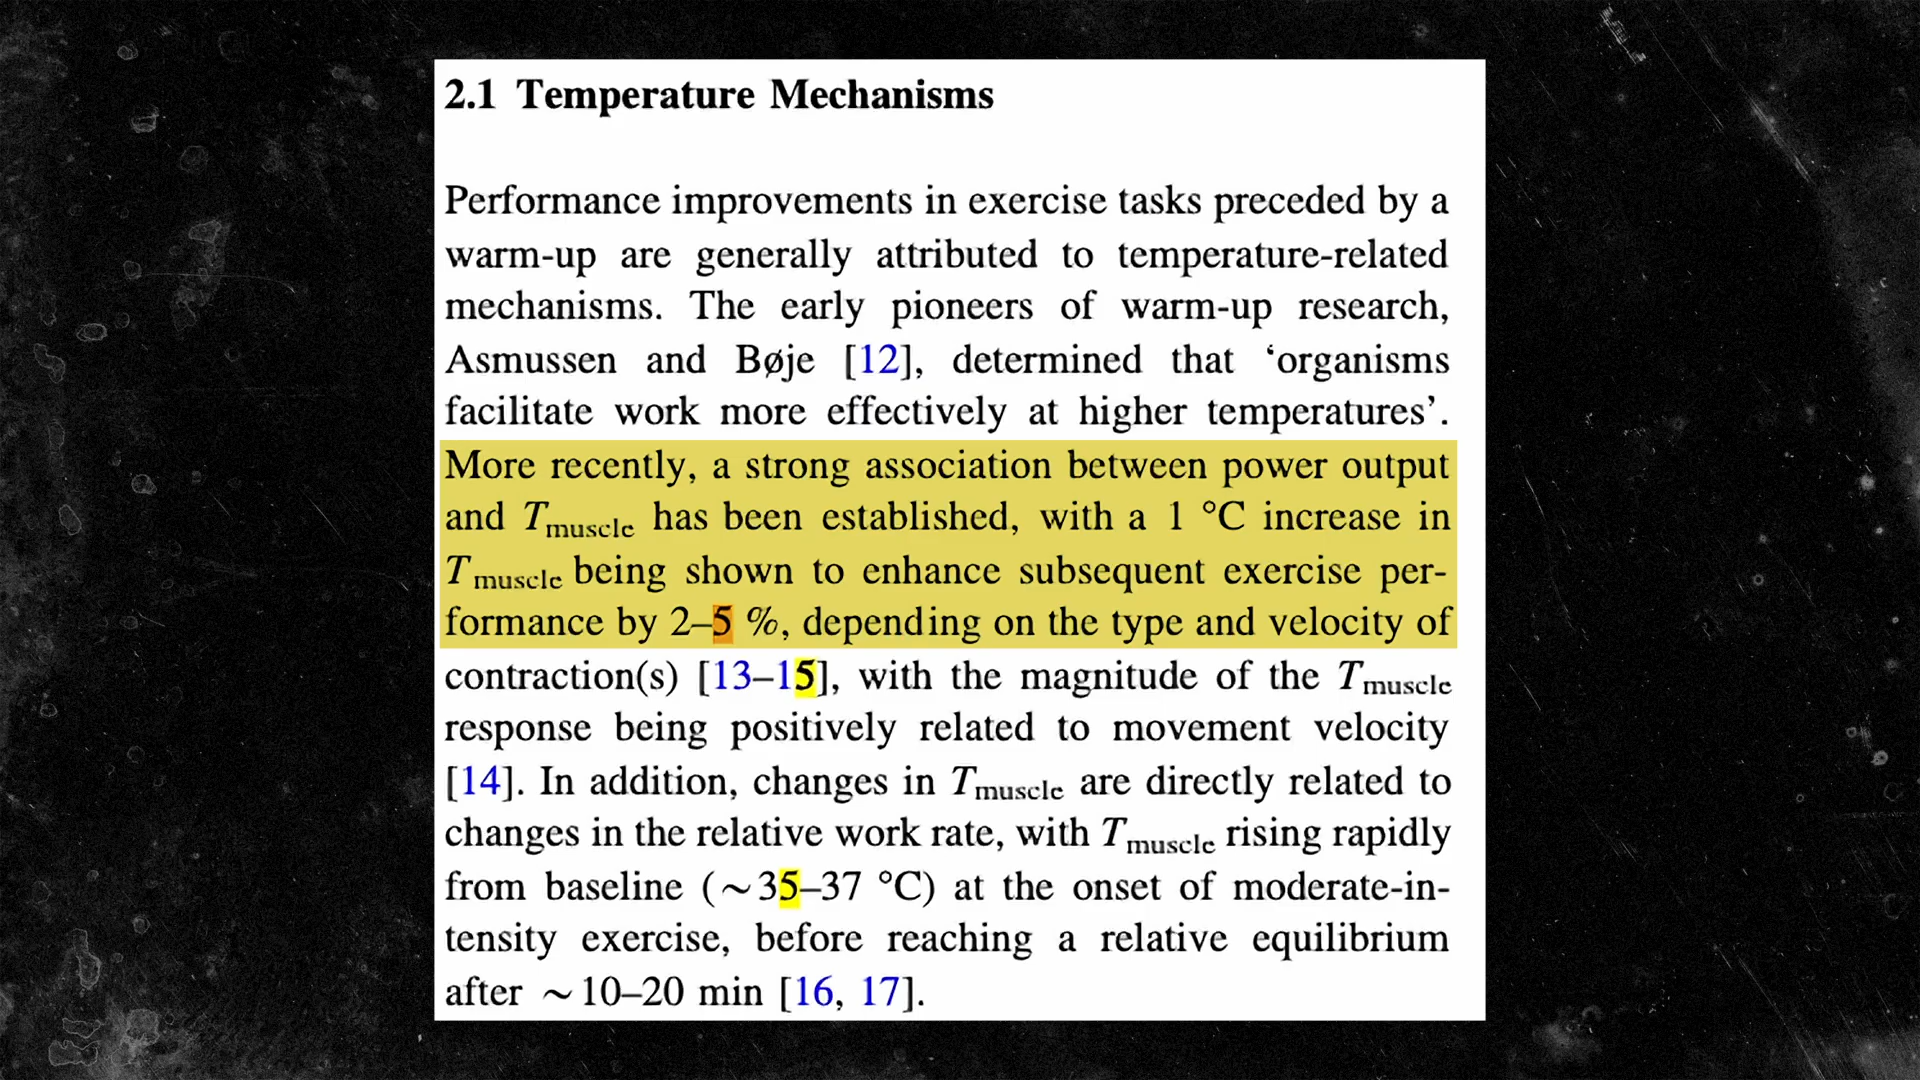 2.1 Temperature Mechanisms
Performance improvements in exercise tasks preceded by a
warm-up are generally attributed to temperature-related
mechanisms. The early pioneers of warm-up research,
Asmussen and Bøje [12], determined that ‘organisms
facilitate work more effectively at higher temperatures’.
More recently, a strong association between power output
and Tmuscle has been established, with a 1 °C increase in
Tmuscle being shown to enhance subsequent exercise per-
formance by 2–5 %, depending on the type and velocity of
contraction(s) [13–15], with the magnitude of the Tmuscle
response being positively related to movement velocity
[14]. In addition, changes in Tmuscle are directly related to
changes in the relative work rate, with Tmuscle rising rapidly
from baseline (~35–37 °C) at the onset of moderate-in-
tensity exercise, before reaching a relative equilibrium
after ~10–20 min [16, 17].